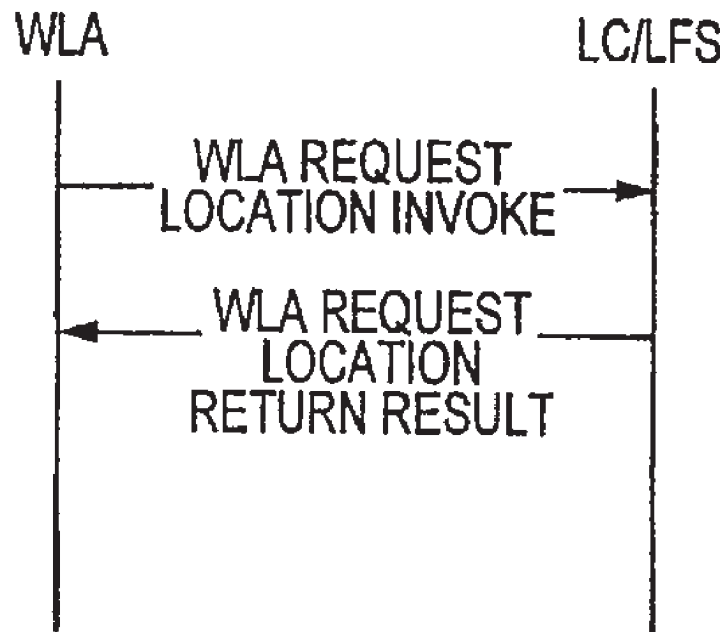 WLA
LC/LFS
WLA REQUEST
LOCATION INVOKE
WLA REQUEST
LOCATION
RETURN RESULT